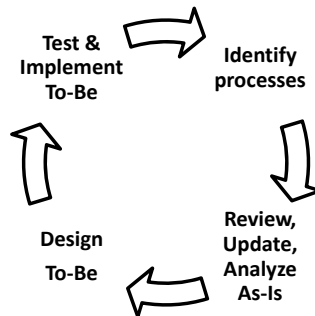 Test &
Implement
To-Be
Identify
processes
Review,
Update,
Analyze
As-Is
Design
To-Be